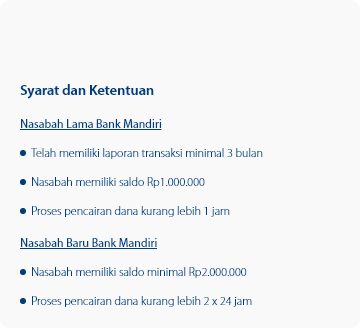 Syarat dan Ketentuan
Nasabah Lama Bank Mandiri
● Telah memiliki laporan transaksi minimal 3 bulan
● Nasabah memiliki saldo Rp1.000.000
● Proses pencairan dana kurang lebih 1 jam
Nasabah Baru Bank Mandiri
● Nasabah memiliki saldo minimal Rp2.000.000
● Proses pencairan dana kurang lebih 2 x 24 jam